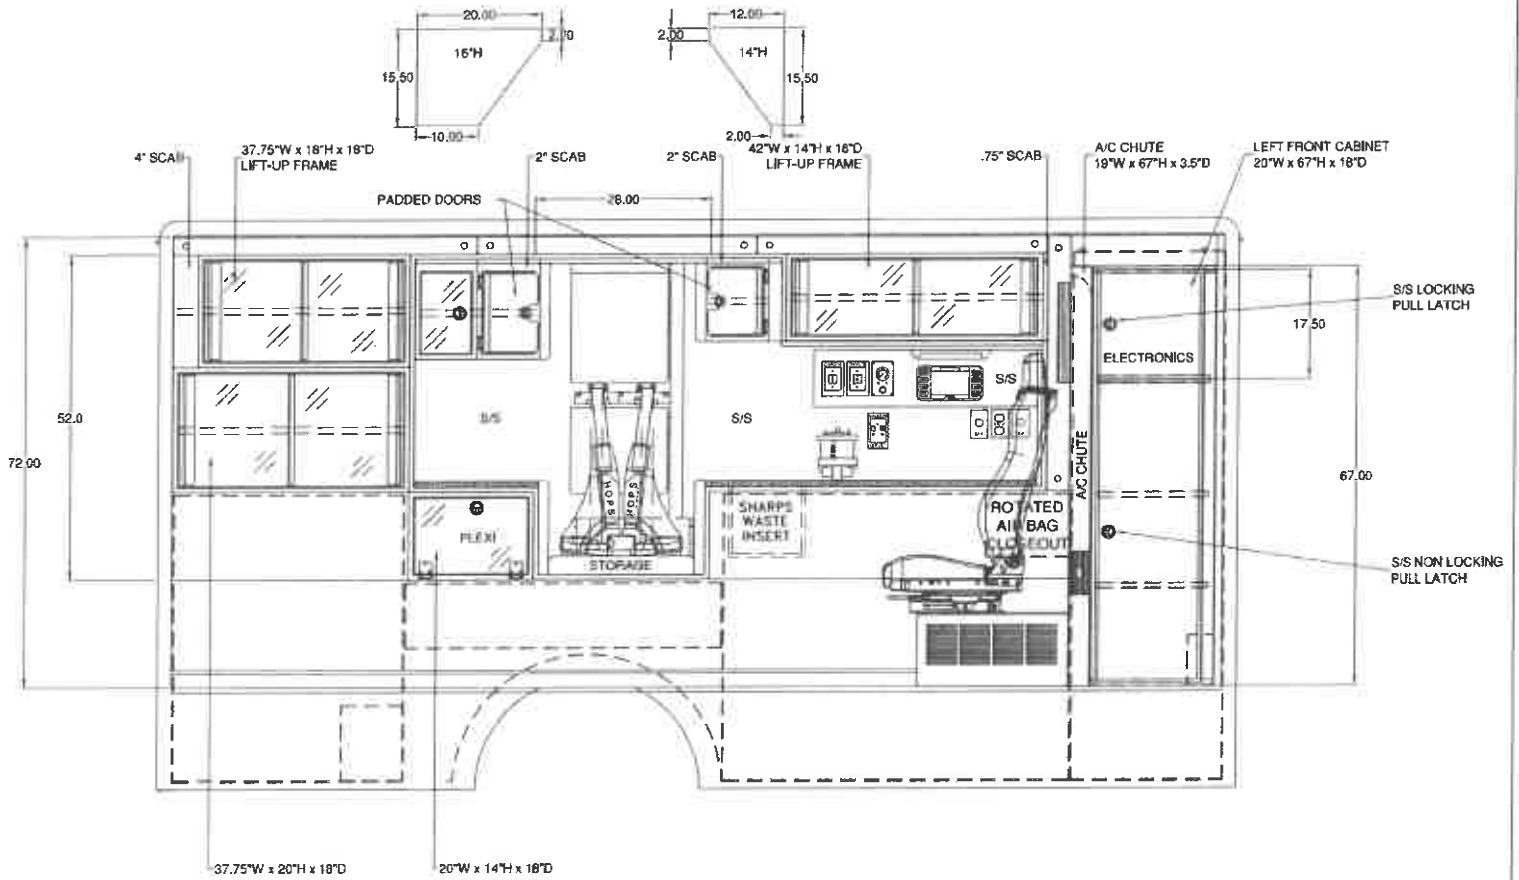 20.00
12.00
2.00
16"H
14"H
15.50
15.50
10.00
2.00
4" SCAB
37.75"W x 18"H x 18"D
LIFT-UP FRAME
2" SCAB
2" SCAB
42"W x 14"H x 18"D
LIFT-UP FRAME
.75" SCAB
A/C CHUTE
19"W x 67"H x 3.5"D
LEFT FRONT CABINET
20"W x 67"H x 18"D
PADDED DOORS
28.00
S/S LOCKING
PULL LATCH
17.50
ELECTRONICS
S/S
S/S
S/S
52.0
72.00
67.00
A/C CHUTE
HOPS
HOPS
SHARPS
WASTE
INSERT
ROTATED
AIR BAG
CLOSEOUT
PLEXI
STORAGE
S/S NON LOCKING
PULL LATCH
37.75"W x 20"H x 18"D
20"W x 14"H x 18"D